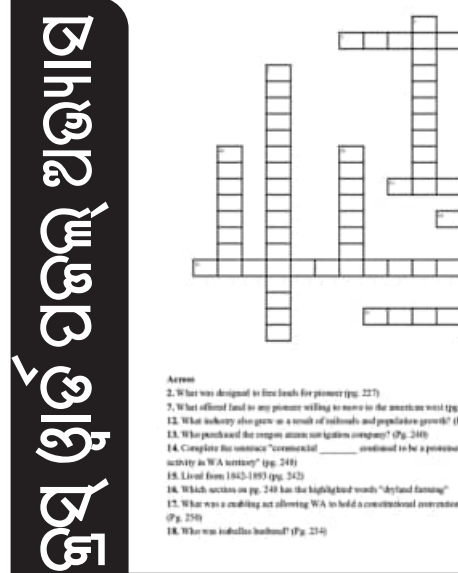 କ୍ରସ୍ ୱାର୍ଡ ପଜଲ୍ ଅଭ୍ୟାସ
Across
2. What was designed to free lands for pioneer (pg. 227)
7. What offered land to any pioneer willing to move to the american west (pg
12. What industry also grew as a result of railroads and population growth? (
13. Who purchased the oregon steam navigation company? (Pg. 240)
14. Complete the sentence "commercial ________ continued to be a
activity in WA territory" (pg. 248)
15. Lived from 1842-1893 (pg. 242)
16. Which section on pg. 248 has the highlighted words "dryland farming"
17. What was a enabling act allowing WA to hold a constitutional convention
(Pg. 250)
18. Who was isabellas husband? (Pg. 234)